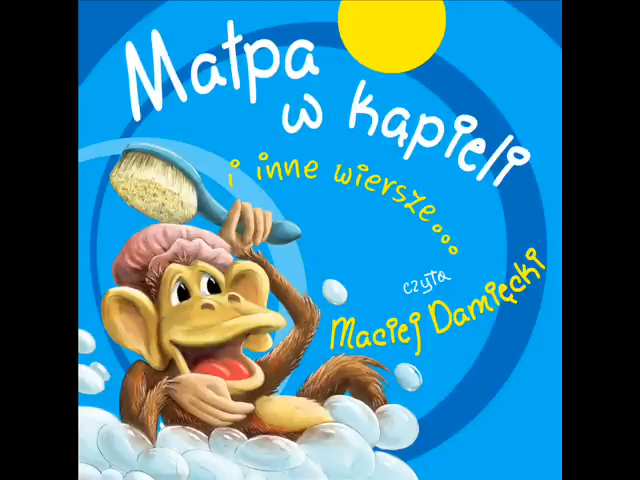 Małpa
w kąpieli
i inne wiersze...
czyta
Maciej Damięcki